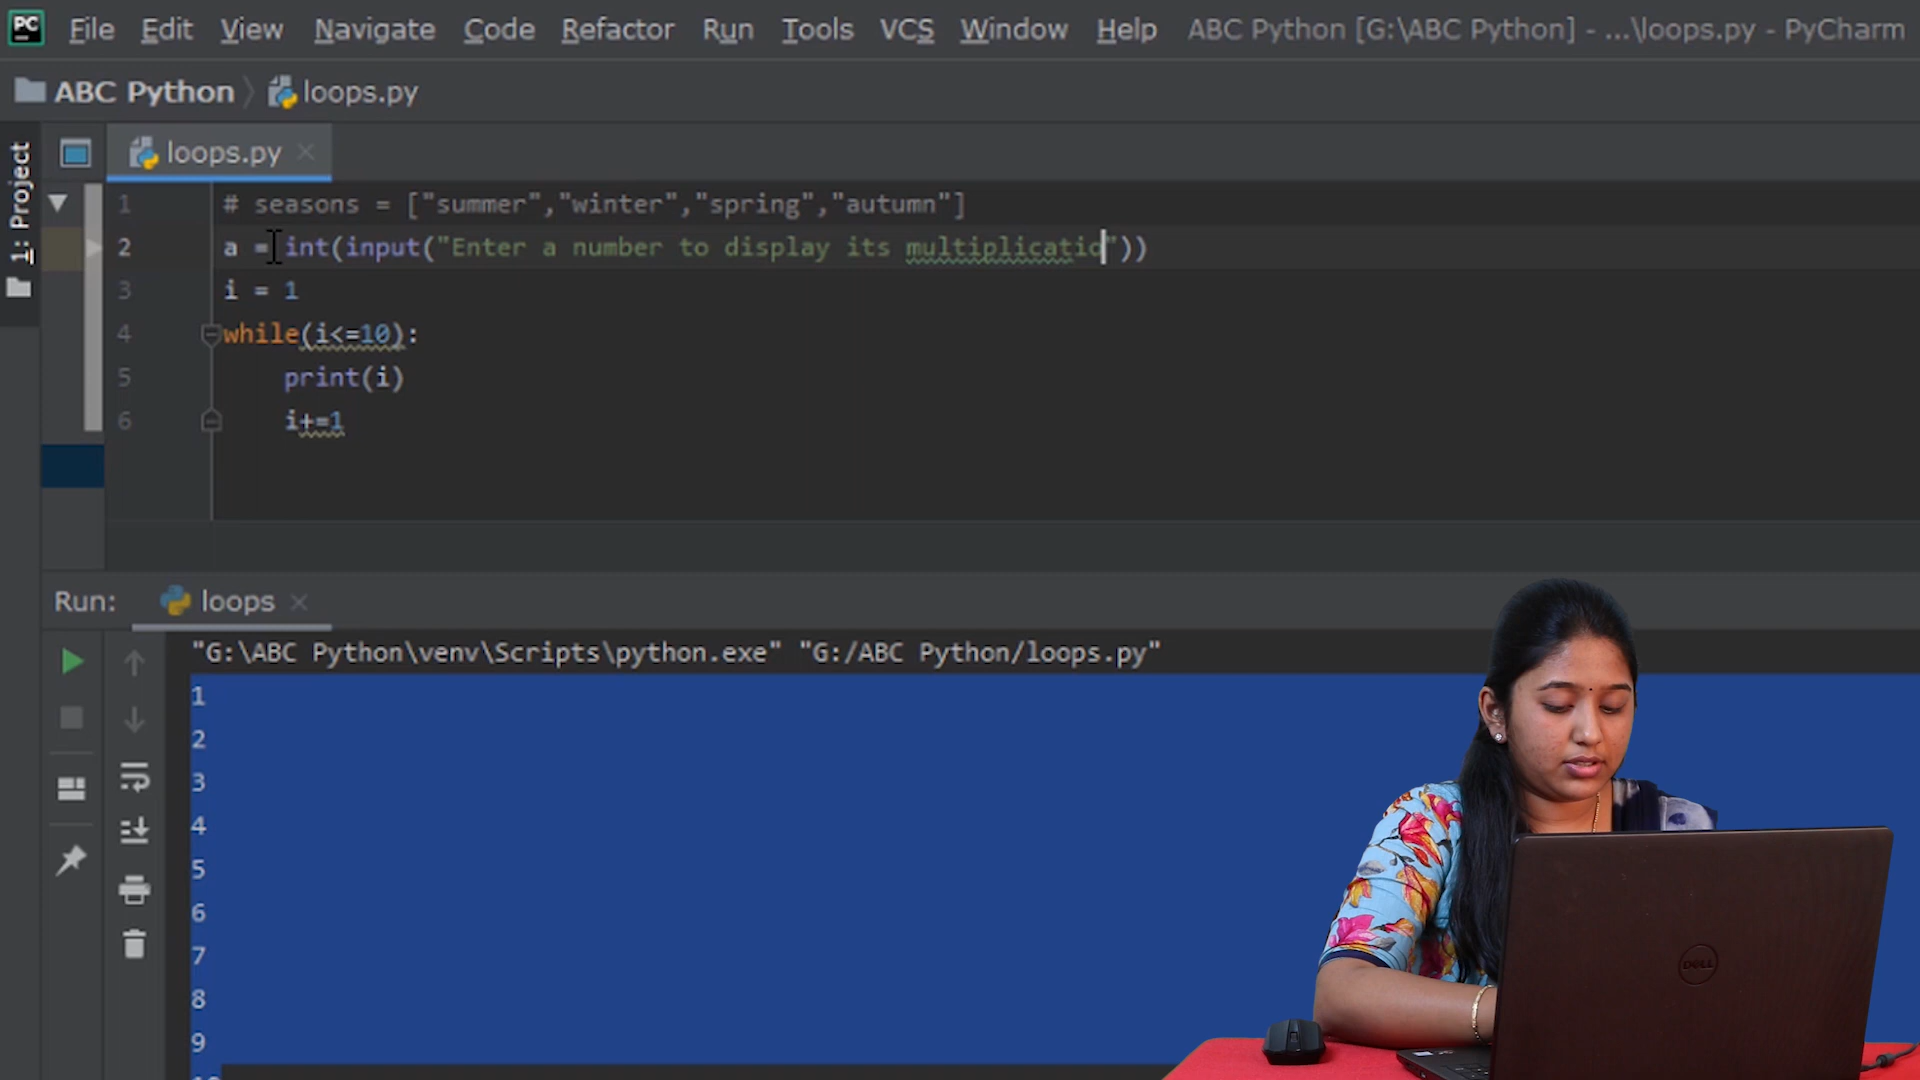 PC File Edit View Navigate Code Refactor Run Tools VCS Window Help ABC Python [G:\ABC Python] - ...\loops.py - PyCharm
ABC Python loops.py
1: Project
loops.py
1 # seasons = ["summer","winter","spring","autumn"]
2 a = int(input("Enter a number to display its multiplicatio"))
3 i = 1
4 while(i<=10):
5 print(i)
6 i+=1
Run: loops
"G:\ABC Python\venv\Scripts\python.exe" "G:/ABC Python/loops.py"
1
2
3
4
5
6
7
8
9
DELL